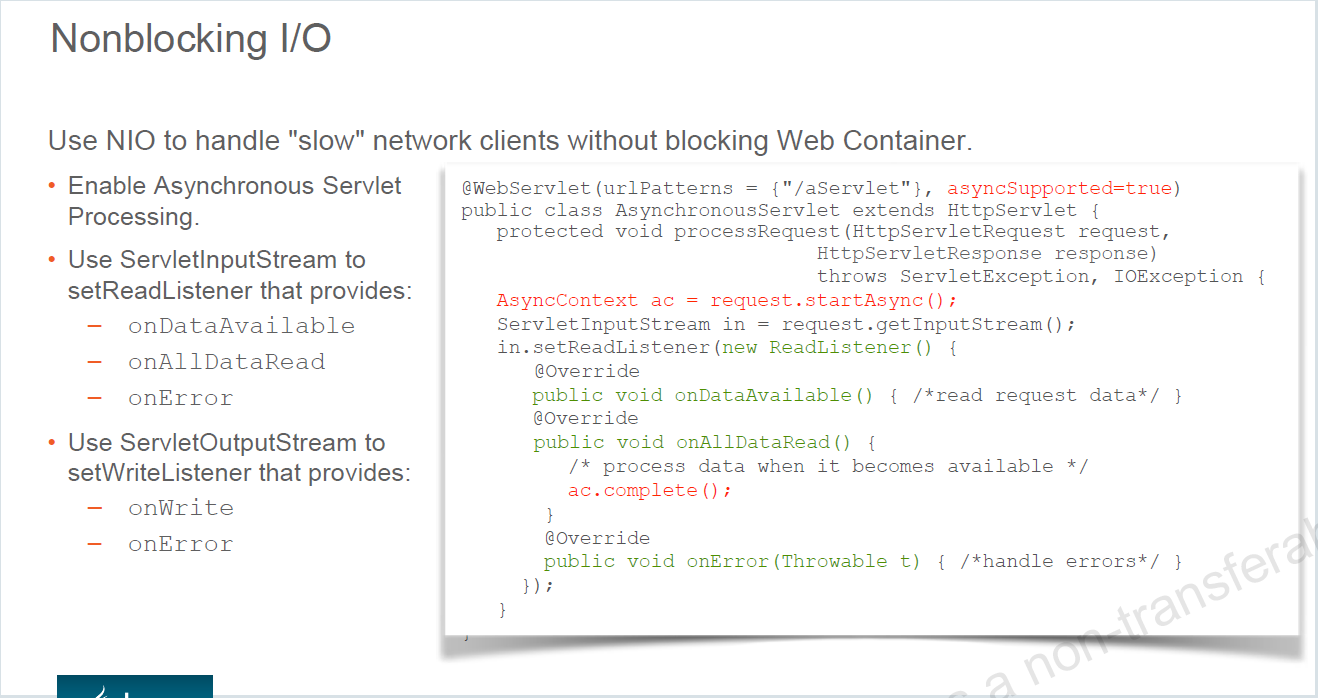 Nonblocking I/O
Use NIO to handle "slow" network clients without blocking Web Container.
• Enable Asynchronous Servlet
Processing.
• Use ServletInputStream to
setReadListener that provides:
– onDataAvailable
– onAllDataRead
– onError
• Use ServletOutputStream to
setWriteListener that provides:
– onWrite
– onError
@WebServlet(urlPatterns = {"/aServlet"}, asyncSupported=true)
public class AsynchronousServlet extends HttpServlet {
protected void processRequest(HttpServletRequest request,
HttpServletResponse response)
throws ServletException, IOException {
AsyncContext ac = request.startAsync();
ServletInputStream in = request.getInputStream();
in.setReadListener(new ReadListener() {
@Override
public void onDataAvailable() { /*read request data*/ }
@Override
public void onAllDataRead() {
/* process data when it becomes available */
ac.complete();
}
@Override
public void onError(Throwable t) { /*handle errors*/ }
});
}
}
a non-transferab